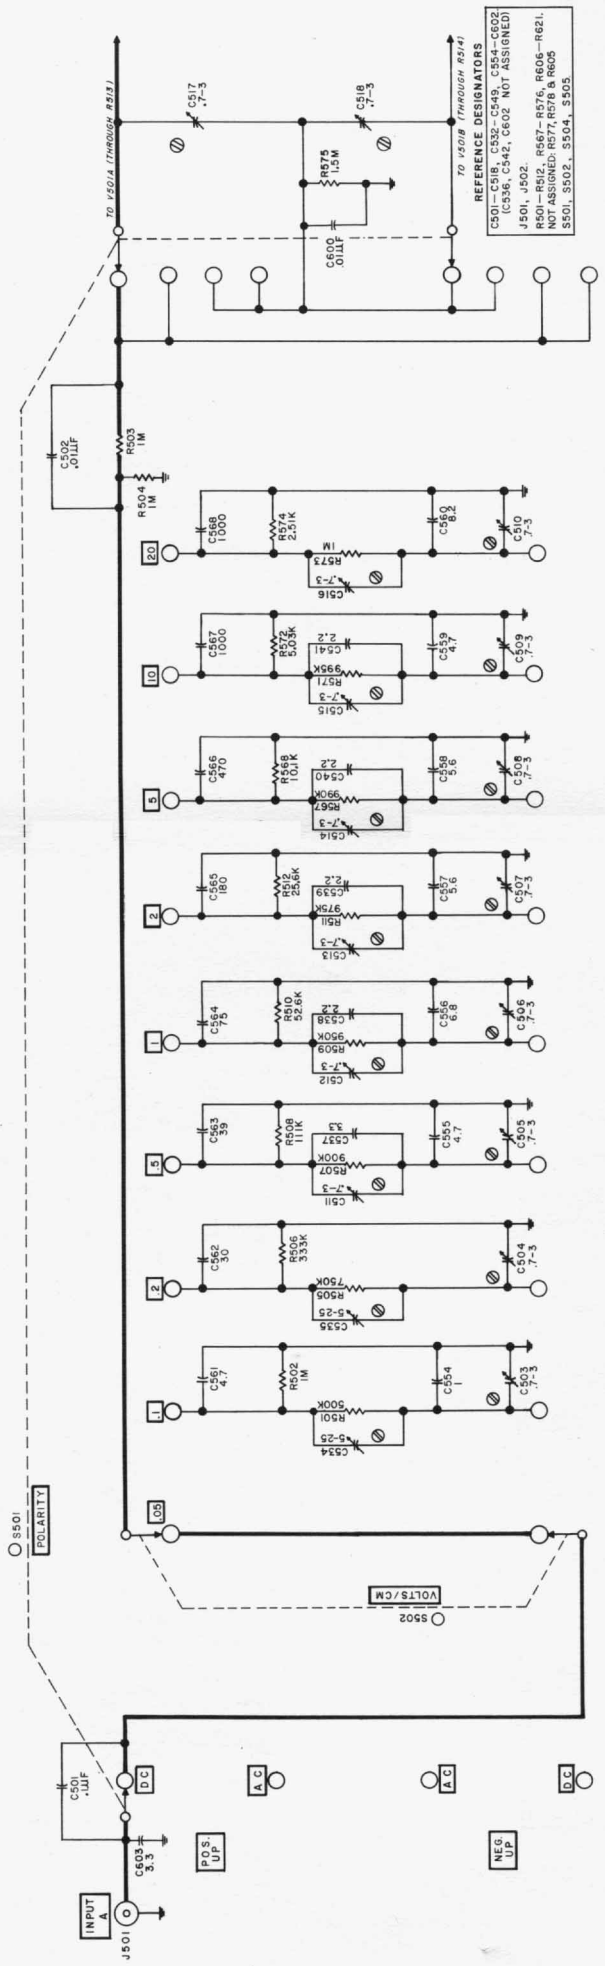 INPUT
A
J501
C603
3.3
C501
.1µF
DC
AC
AC
DC
POS.
UP
NEG.
UP
S501
POLARITY
VOLTS/CM
S502
.05
.1
C561
4.7
R502
1M
R501
500K
C534
5-25
C554
1
C503
.7-3
.2
C562
30
R506
333K
R505
750K
C535
5-25
C504
.7-3
.5
C563
39
R508
111K
R507
900K
C537
3.3
C511
.7-3
C555
4.7
C505
.7-3
1
C564
75
R510
52.6K
R509
950K
C538
2.2
C512
.7-3
C556
6.8
C506
.7-3
2
C565
180
R512
25.6K
R511
975K
C539
2.2
C513
.7-3
C557
5.6
C507
.7-3
5
C566
470
R568
10.1K
R567
990K
C540
2.2
C514
.7-3
C558
5.6
C508
.7-3
10
C567
1000
R572
5.03K
R571
995K
C541
2.2
C515
.7-3
C559
4.7
C509
.7-3
20
C568
1000
R574
2.51K
R573
1M
C516
.7-3
C560
8.2
C510
.7-3
C502
.01µF
R503
1M
R504
1M
TO V501A (THROUGH R513)
C517
.7-3
C518
.7-3
R575
1.5M
C600
.01µF
TO V501B (THROUGH R514)
REFERENCE DESIGNATORS
C501-C518, C532-C549, C554-C602
(C536, C542, C602 NOT ASSIGNED)
J501, J502.
R501-R512, R567-R576, R606-R621.
NOT ASSIGNED: R577, R578 & R605
S501, S502, S504, S505.